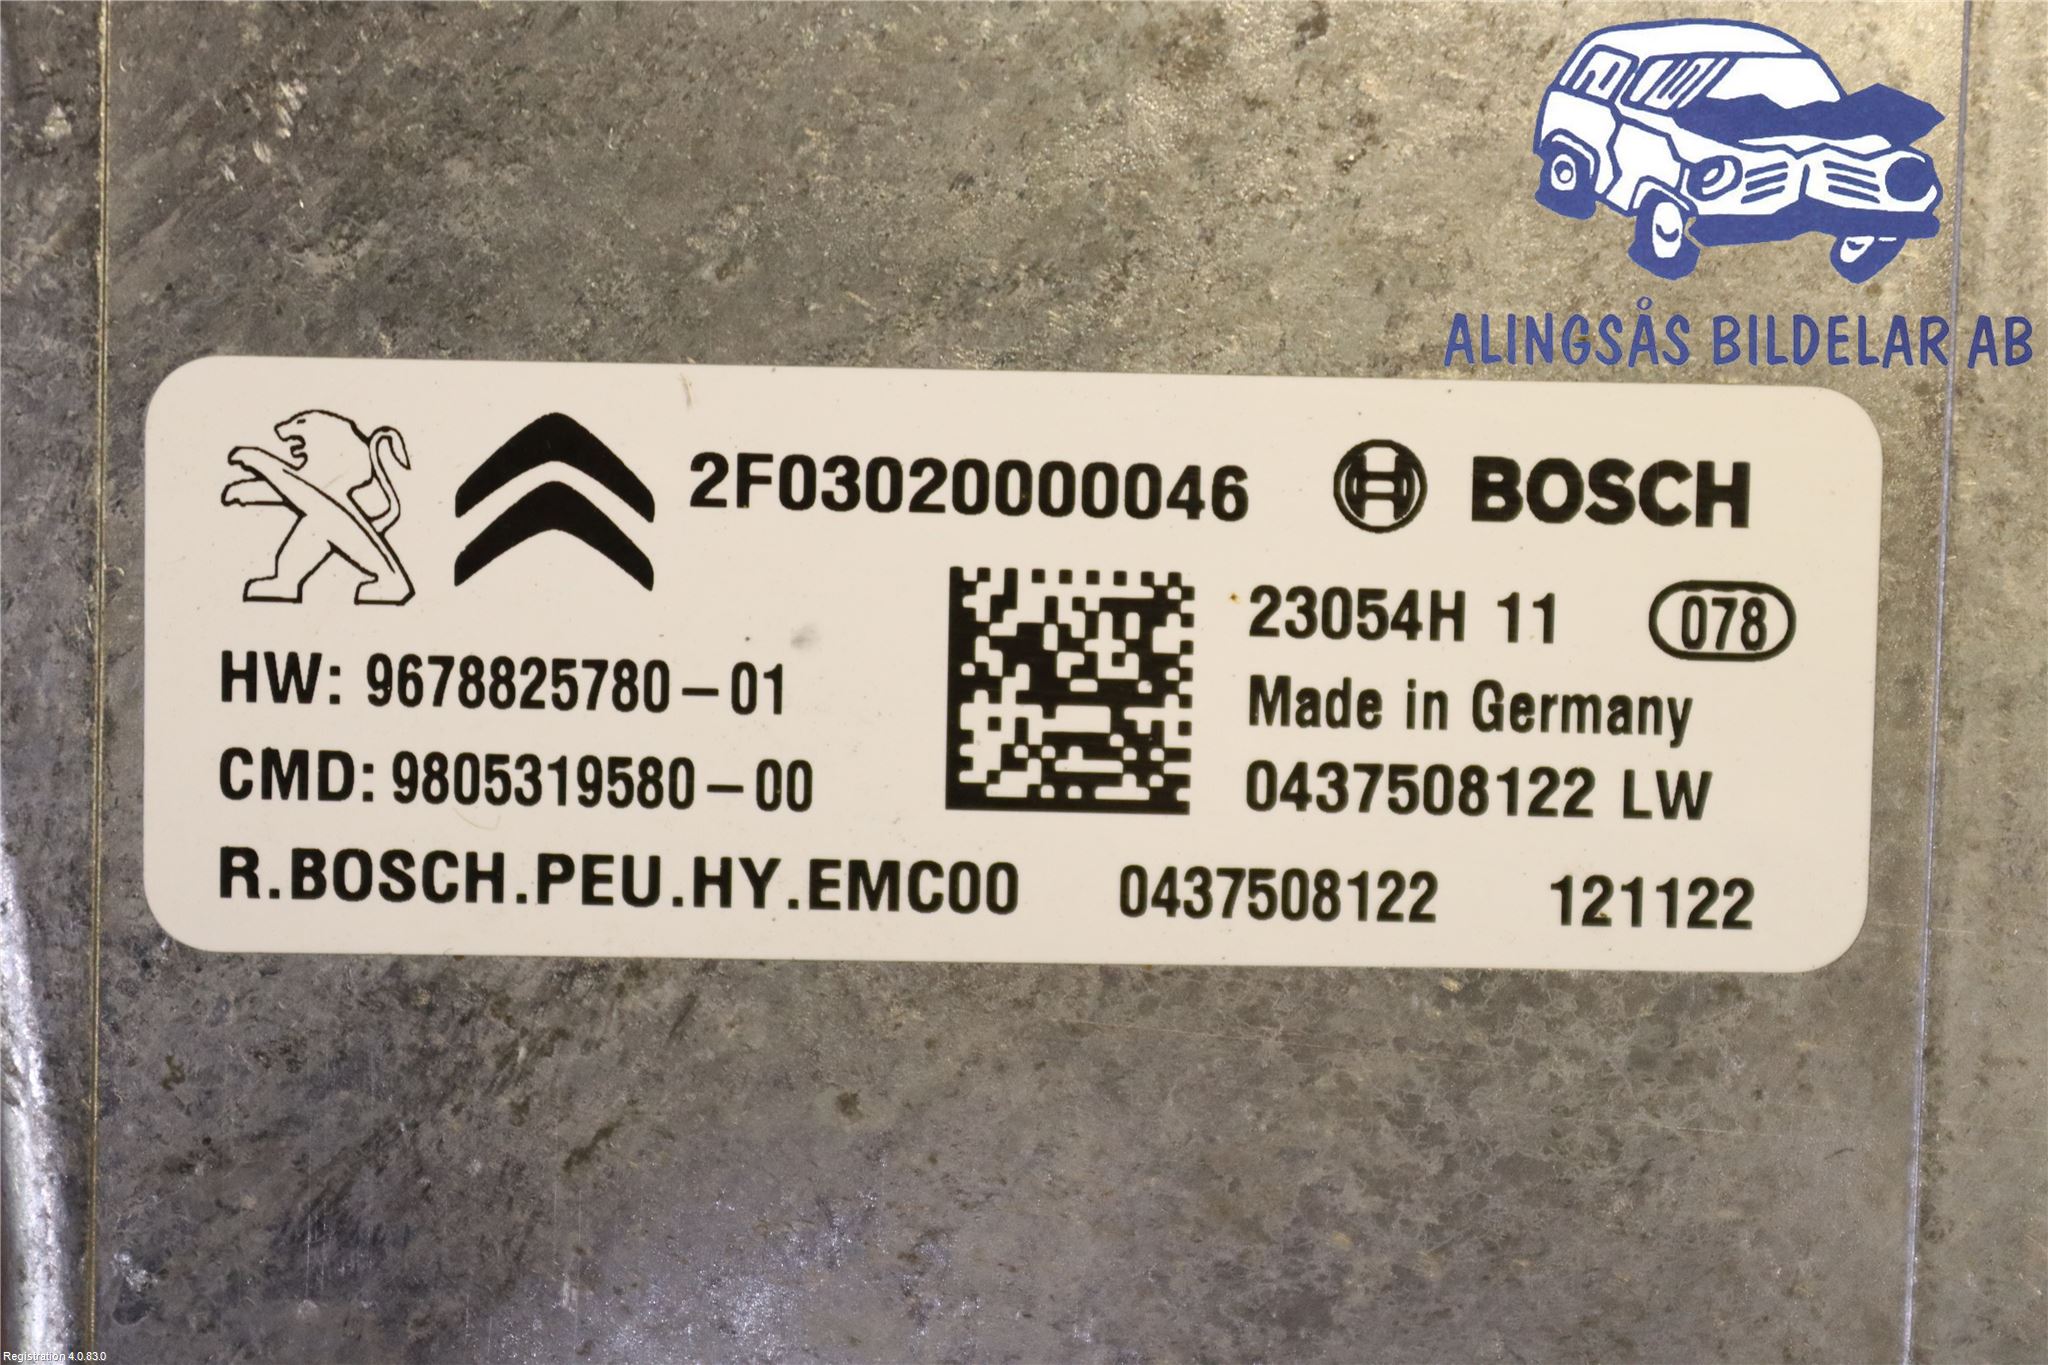 ALINGSÅS BILDELAR AB
2F03020000046 BOSCH
23054H 11 078
HW: 9678825780-01 Made in Germany
CMD: 9805319580-00 0437508122 LW
R.BOSCH.PEU.HY.EMC00 0437508122 121122
Registration 4.0.83.0